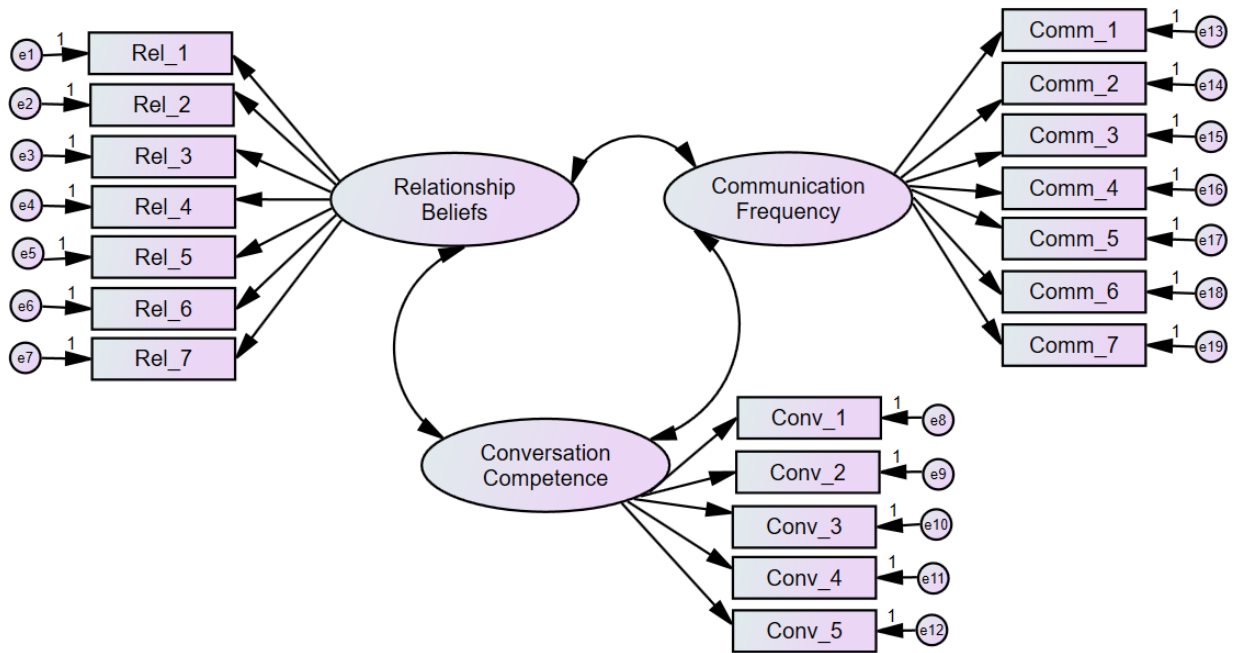 e1
1
Rel_1
e2
1
Rel_2
e3
1
Rel_3
e4
1
Rel_4
e5
1
Rel_5
e6
1
Rel_6
e7
1
Rel_7
Relationship
Beliefs
Communication
Frequency
Comm_1
1
e13
Comm_2
1
e14
Comm_3
1
e15
Comm_4
1
e16
Comm_5
1
e17
Comm_6
1
e18
Comm_7
1
e19
Conversation
Competence
Conv_1
1
e8
Conv_2
1
e9
Conv_3
1
e10
Conv_4
1
e11
Conv_5
1
e12